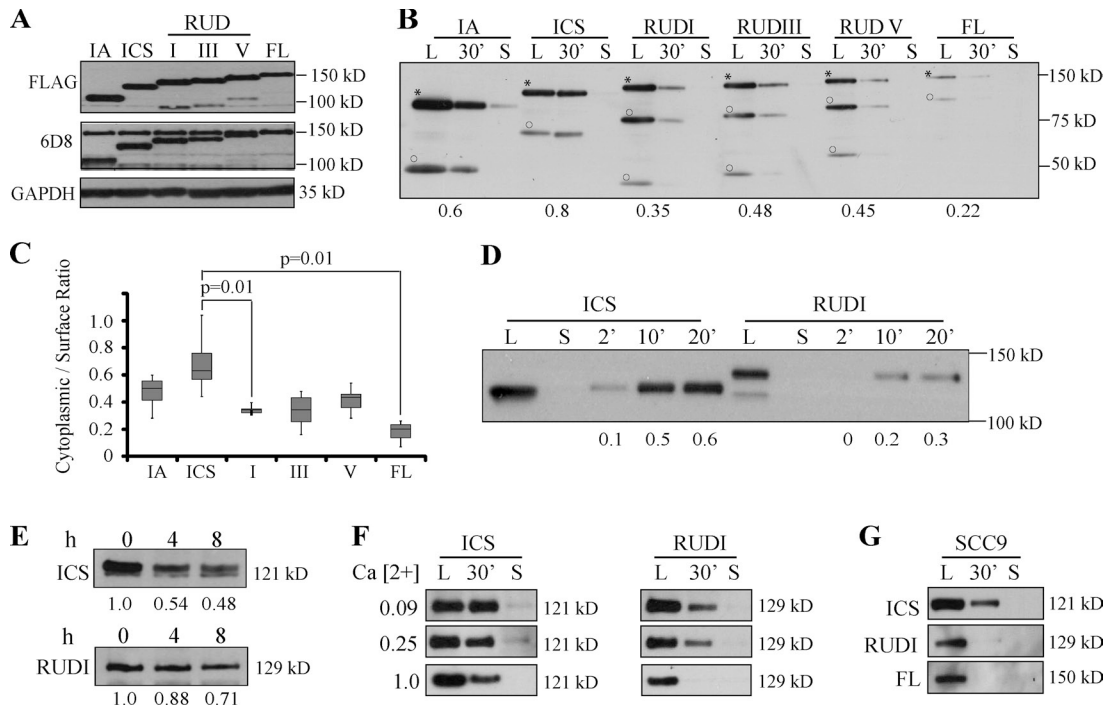 A
RUD
IA ICS I III V FL
FLAG
150 kD
100 kD
6D8
150 kD
100 kD
GAPDH 35 kD
B
IA ICS RUDI RUDIII RUD V FL
L 30' S L 30' S L 30' S L 30' S L 30' S L 30' S
* * * * * *
150 kD
75 kD
50 kD
0.6 0.8 0.35 0.48 0.45 0.22
C
Cytoplasmic / Surface Ratio
p=0.01
p=0.01
1.0
0.8
0.6
0.4
0.2
0
IA ICS I III V FL
D
ICS RUDI
L S 2' 10' 20' L S 2' 10' 20'
150 kD
100 kD
0.1 0.5 0.6 0 0.2 0.3
E
h 0 4 8
ICS 121 kD
1.0 0.54 0.48
h 0 4 8
RUDI 129 kD
1.0 0.88 0.71
F
ICS RUDI
Ca [2+] L 30' S L 30' S
0.09 121 kD 129 kD
0.25 121 kD 129 kD
1.0 121 kD 129 kD
G
SCC9
L 30' S
ICS 121 kD
RUDI 129 kD
FL 150 kD